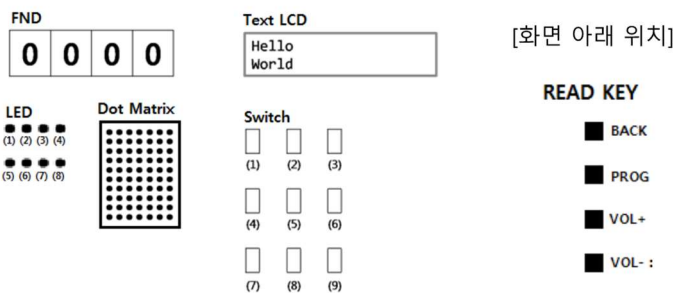 FND
0 0 0 0
Text LCD
Hello
World
[화면 아래 위치]
LED
(1) (2) (3) (4)
(5) (6) (7) (8)
Dot Matrix
Switch
(1) (2) (3)
(4) (5) (6)
(7) (8) (9)
READ KEY
BACK
PROG
VOL+
VOL- :